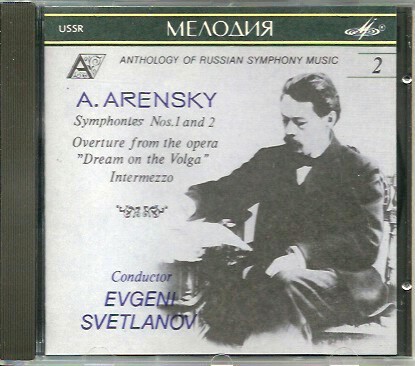 USSR
МЕЛОДИЯ
ANTHOLOGY OF RUSSIAN SYMPHONY MUSIC
2
A. ARENSKY
Symphonies Nos. 1 and 2
Overture from the opera
"Dream on the Volga"
Intermezzo
Conductor
EVGENI
SVETLANOV